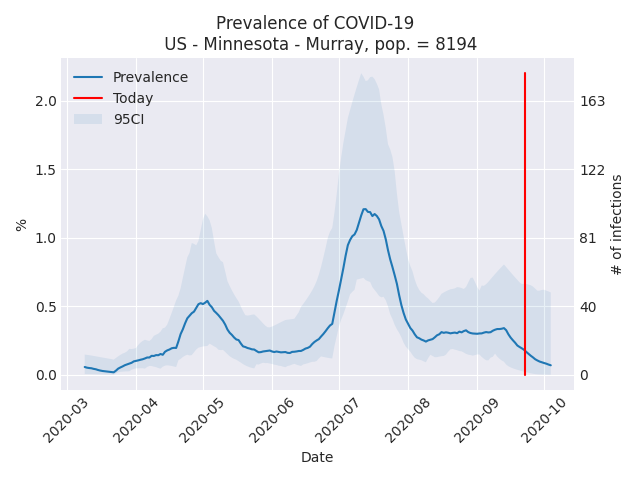 Prevalence of COVID-19
US - Minnesota - Murray, pop. = 8194
Prevalence
Today
95CI
2.0
1.5
1.0
0.5
0.0
%
163
122
81
40
0
# of infections
2020-03
2020-04
2020-05
2020-06
2020-07
2020-08
2020-09
2020-10
Date